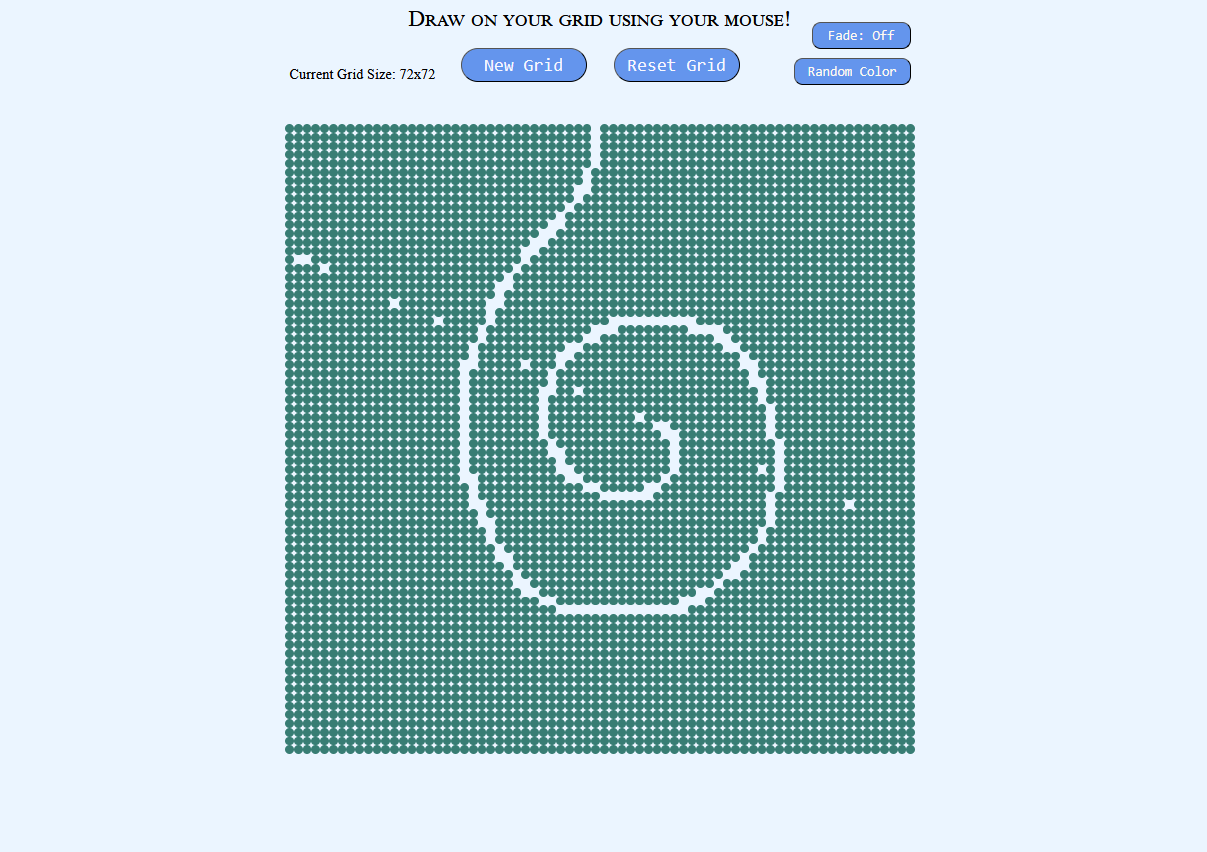 Draw on your grid using your mouse!
Fade: Off
New Grid
Reset Grid
Current Grid Size: 72x72
Random Color